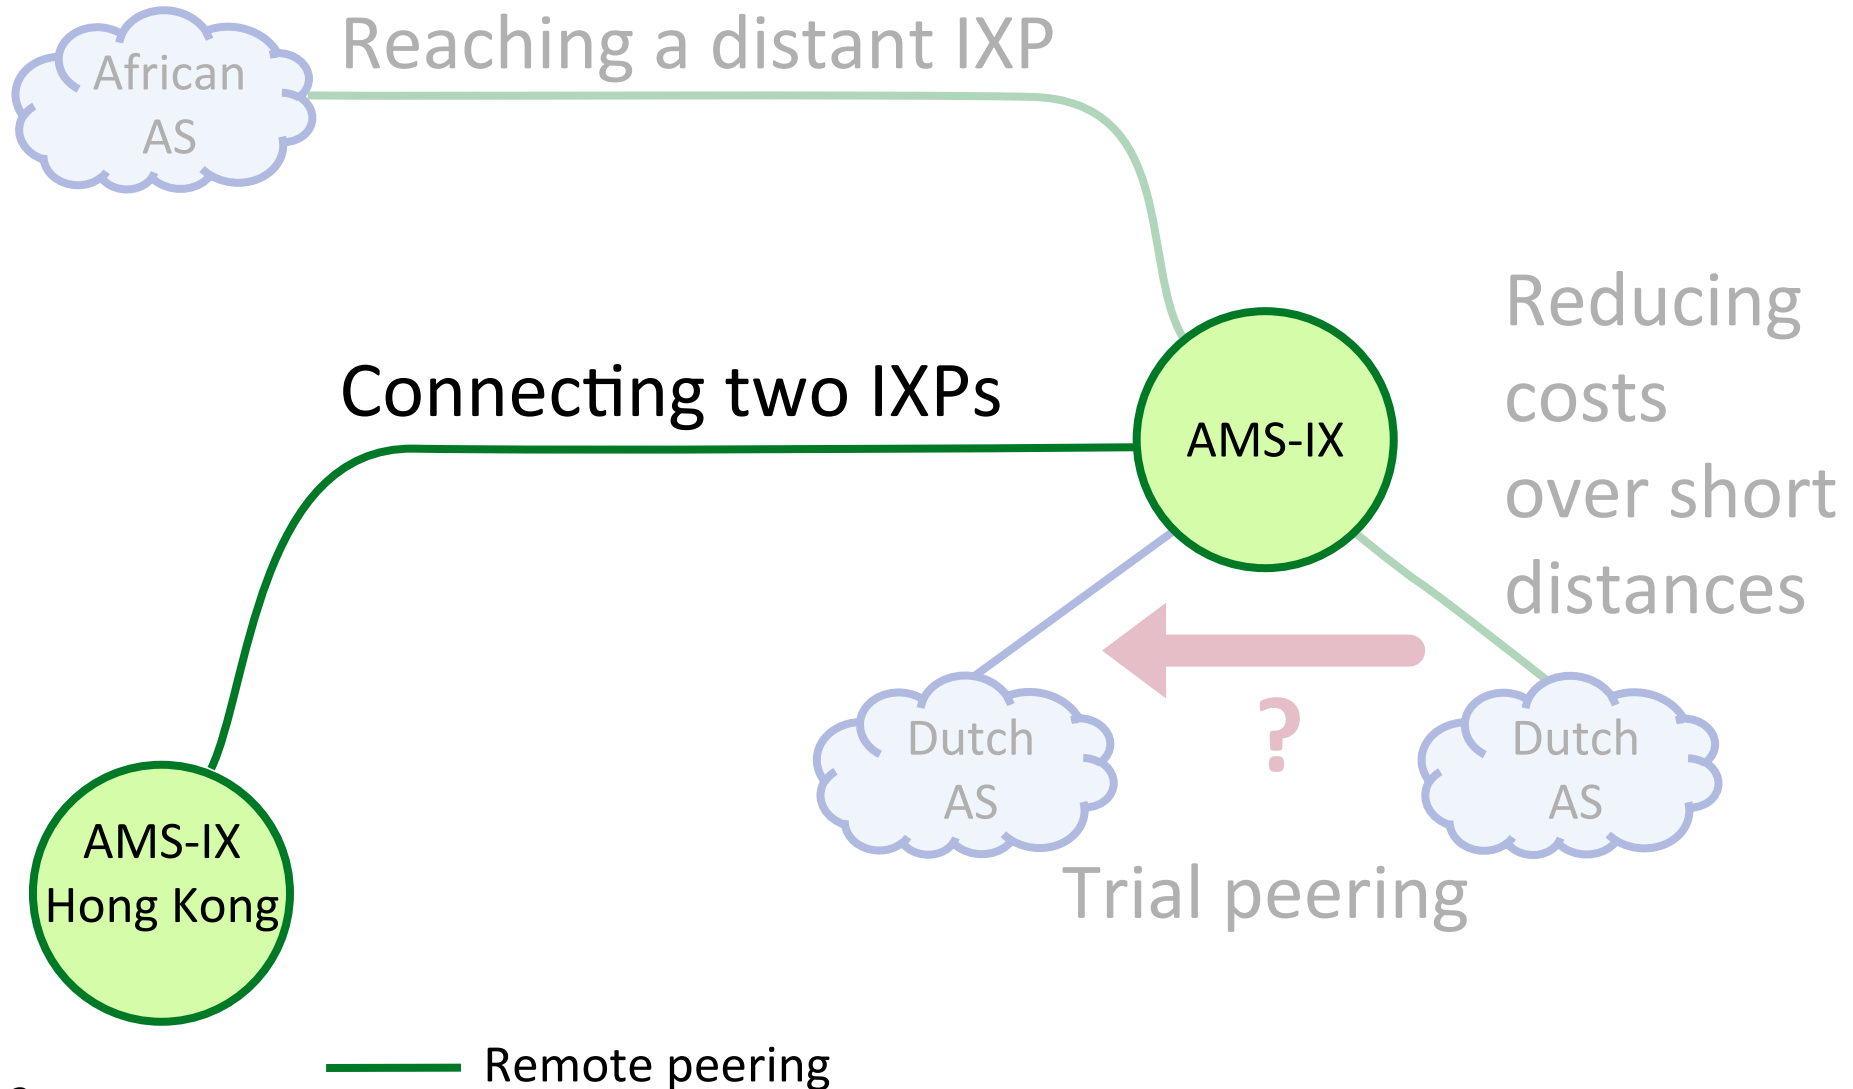 Reaching a distant IXP
African
AS
Reducing
costs
over short
distances
Connecting two IXPs
AMS-IX
Dutch
AS
?
Dutch
AS
Trial peering
AMS-IX
Hong Kong
Remote peering